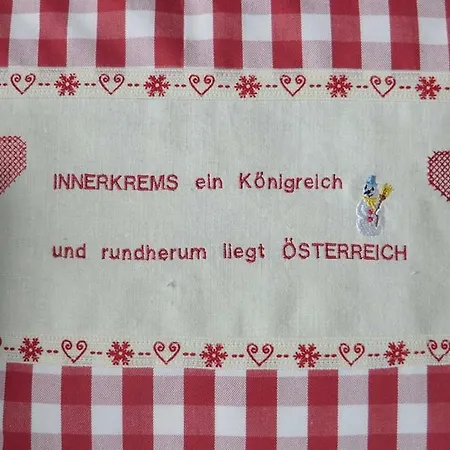 INNERKREMS ein Königreich
und rundherum liegt ÖSTERREICH